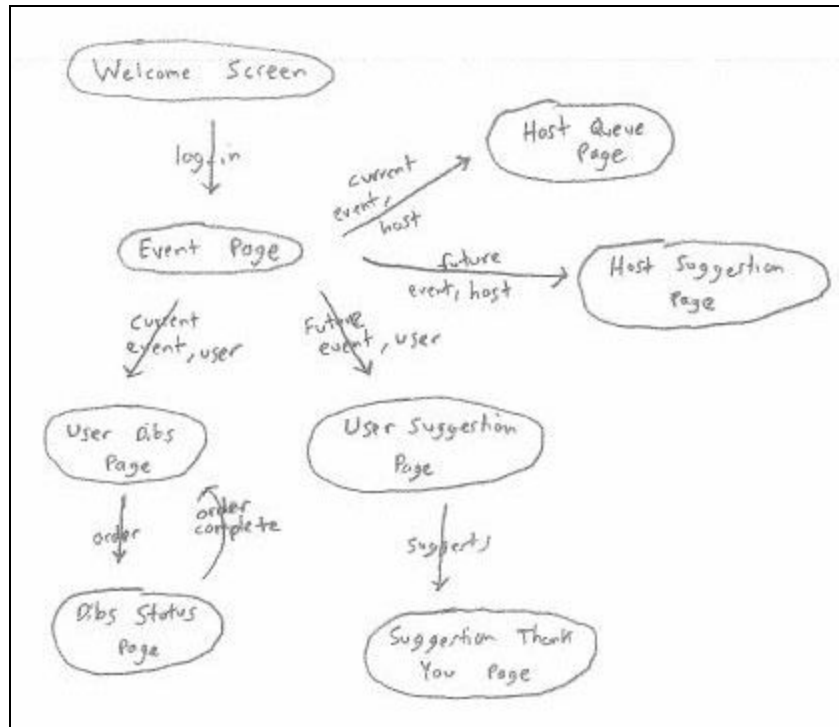 Welcome Screen
log in
Host Queue
Page
current
event,
host
Event Page
future
event, host
Host Suggestion
Page
current
event, user
Future
event, user
User Dibs
Page
User Suggestion
Page
order
order
complete
suggests
Dibs Status
Page
Suggestion Thank
You Page